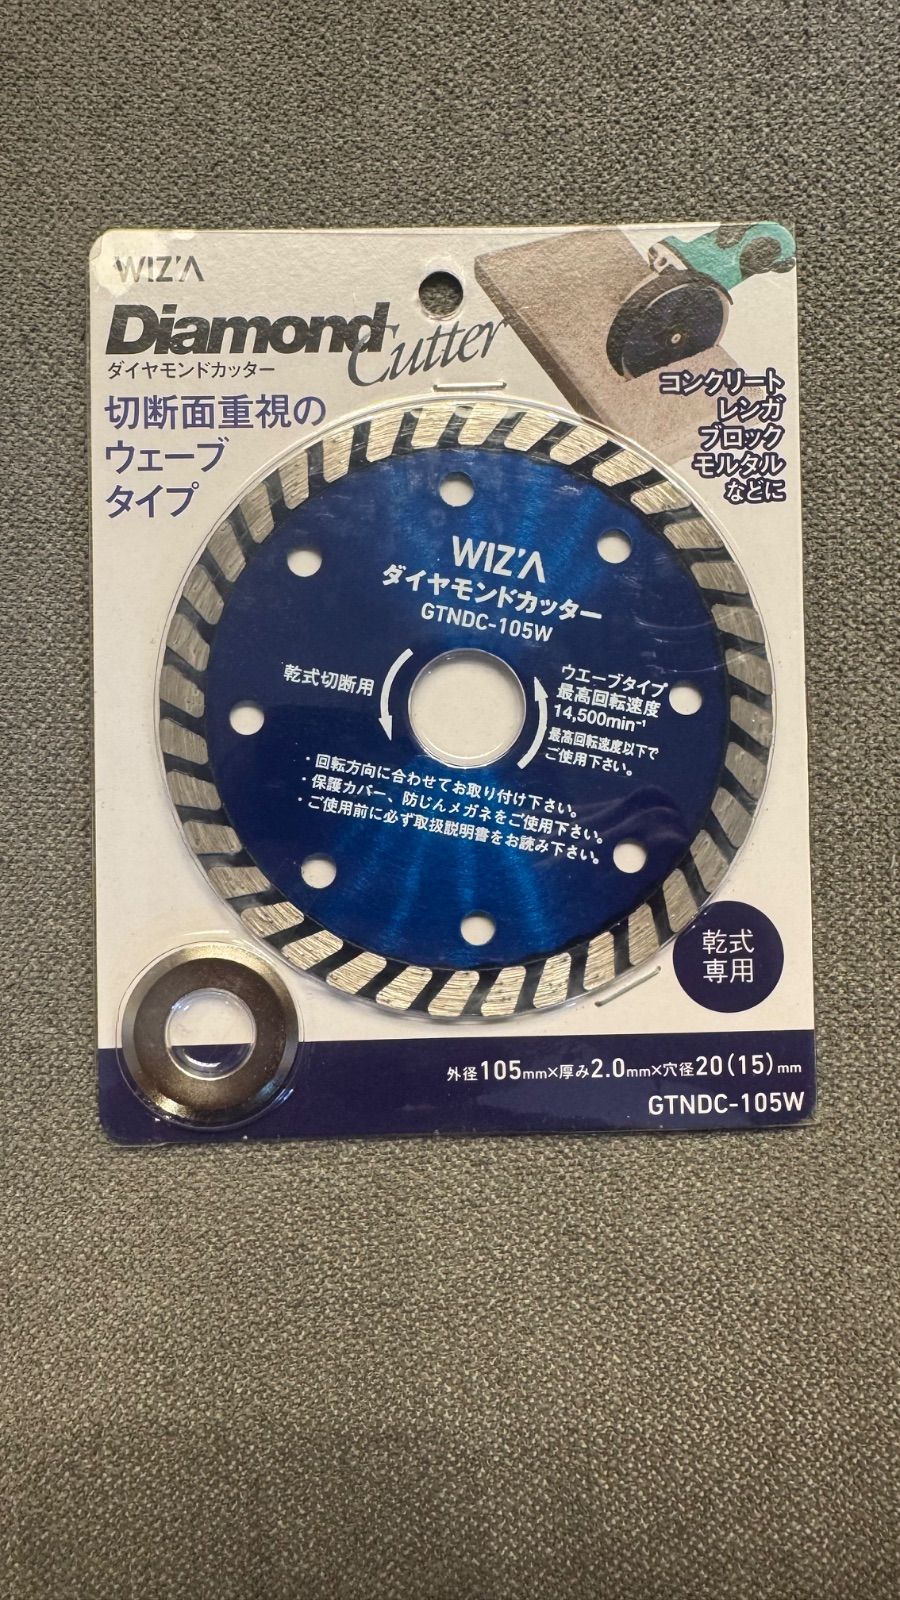 WIZ'A
Diamond
Cutter
ダイヤモンドカッター
切断面重視の
ウェーブ
タイプ
コンクリート
レンガ
ブロック
モルタル
などに
WIZ'A
ダイヤモンドカッター
GTNDC-105W
乾式切断用
ウエーブタイプ
最高回転速度
14,500min⁻¹
最高回転速度以下で
ご使用下さい。
・回転方向に合わせてお取り付け下さい。
・保護カバー、防じんメガネをご使用下さい。
・ご使用前に必ず取扱説明書をお読み下さい。
乾式
専用
外径105mm×厚み2.0mm×穴径20(15)mm
GTNDC-105W